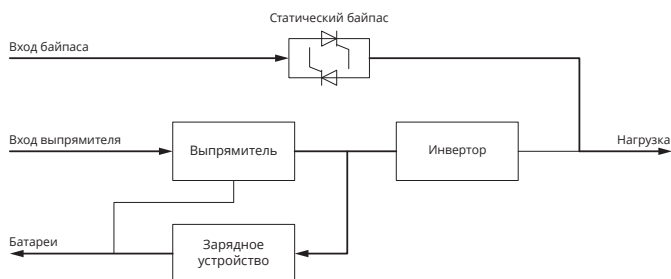 Статический байпас
Вход байпаса
Вход выпрямителя
Выпрямитель
Инвертор
Нагрузка
Батареи
Зарядное
устройство